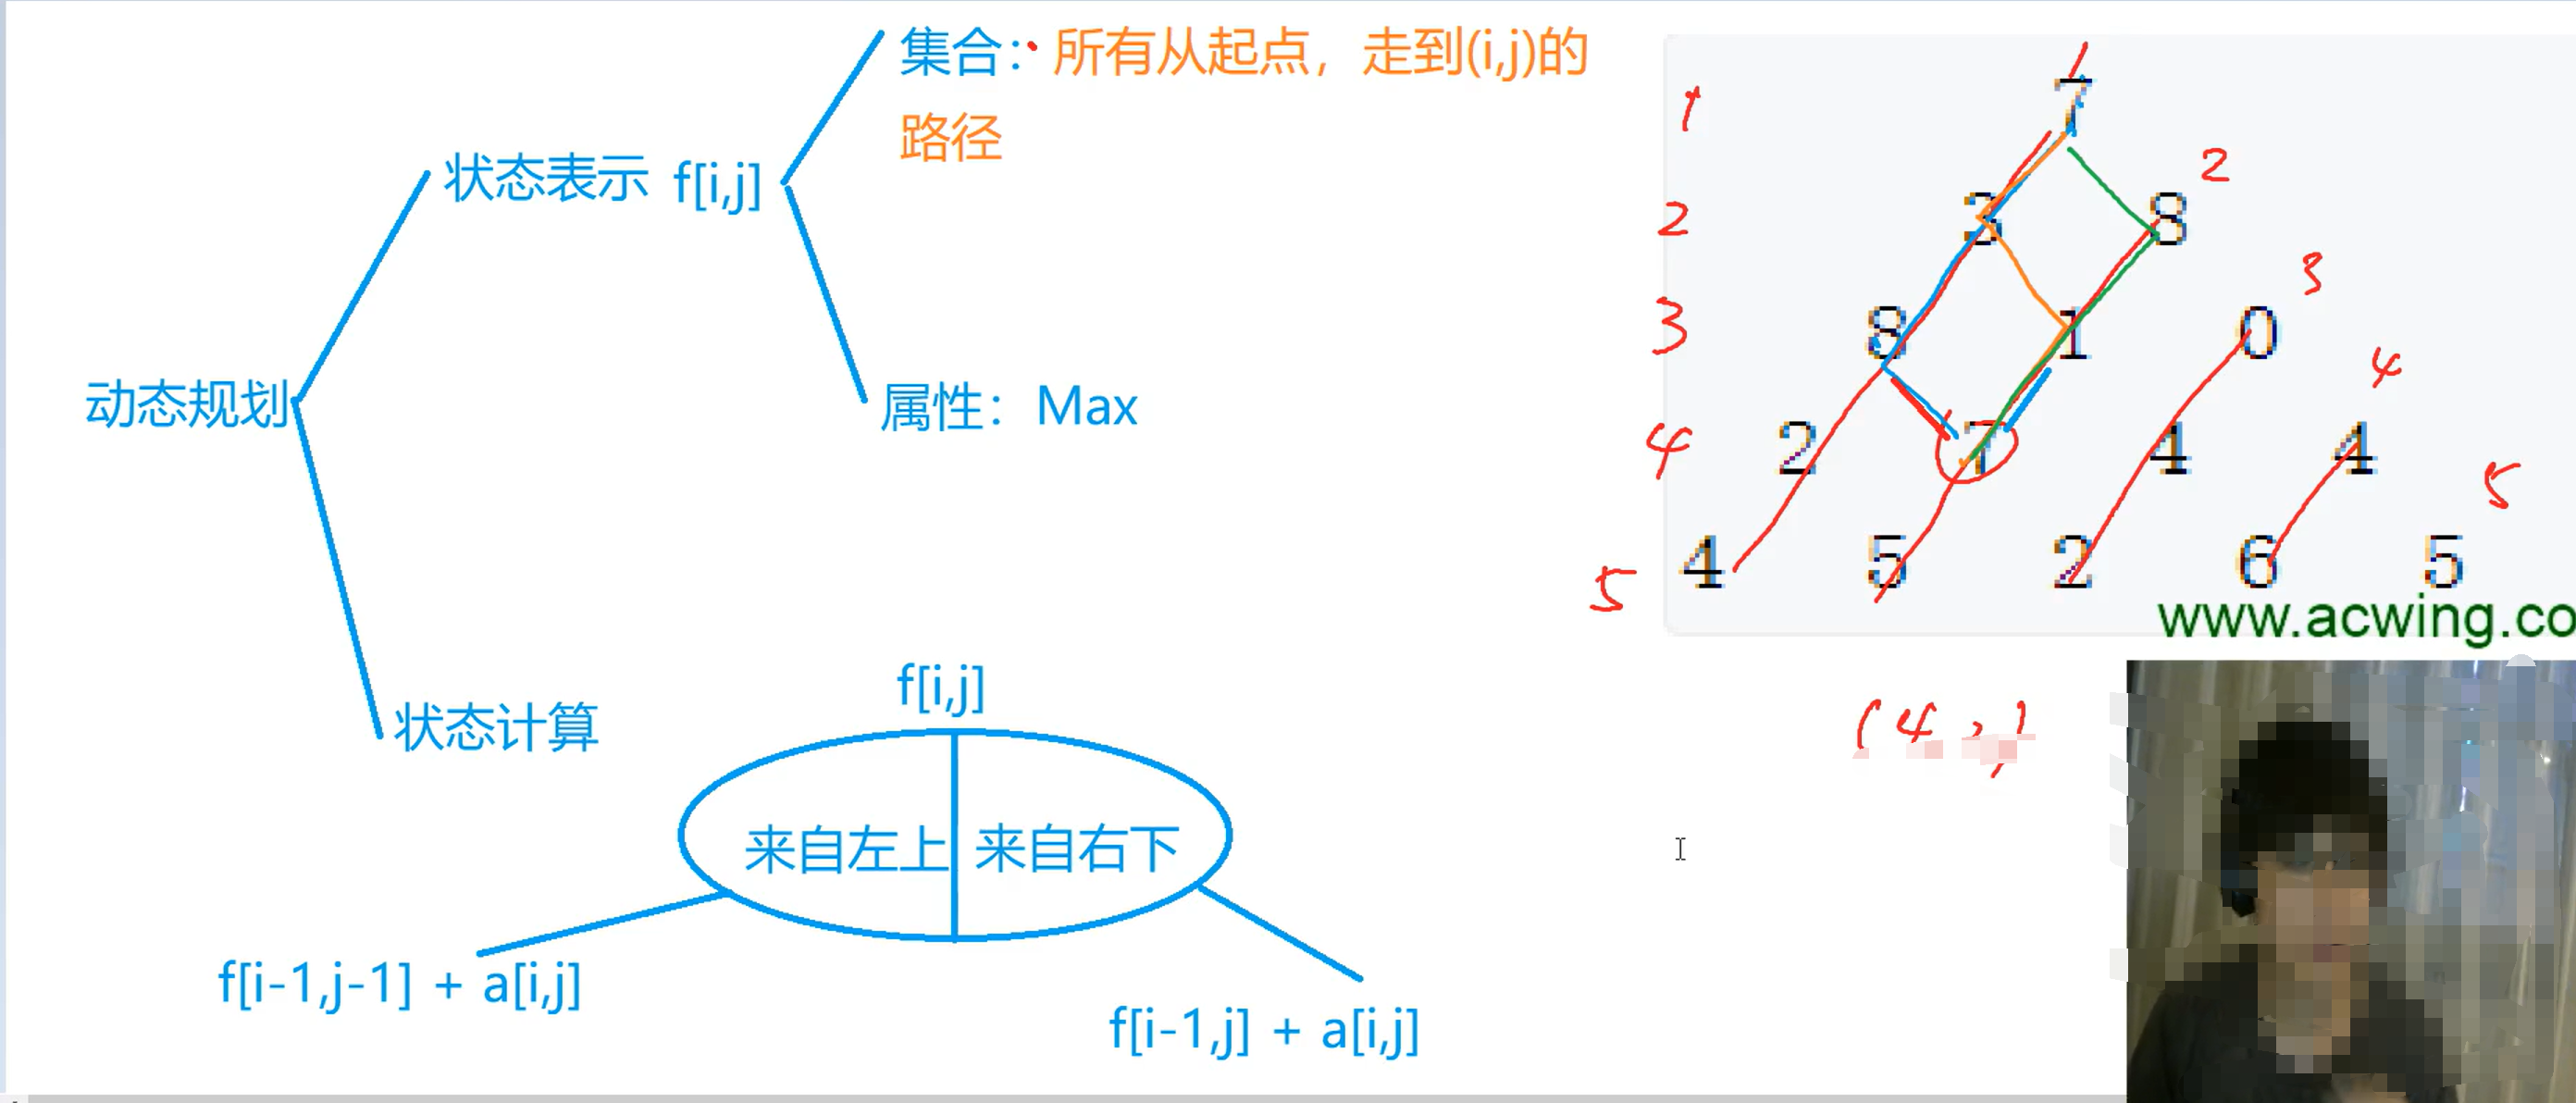 集合：所有从起点，走到(i,j)的
路径
状态表示 f[i,j]
属性：Max
动态规划
状态计算
f[i,j]
来自左上 来自右下
f[i-1,j-1] + a[i,j]
f[i-1,j] + a[i,j]
1 7
2 3 8 2
3 8 1 0 3
4 2 7 4 4 4
5 4 5 2 6 5 5
www.acwing.co
(4,